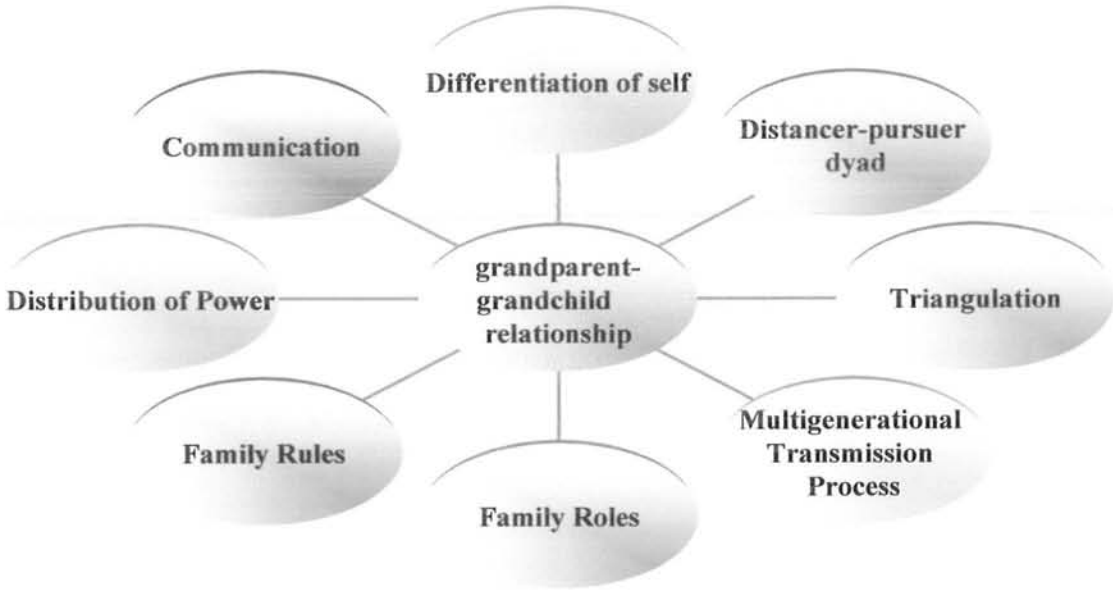 Differentiation of self
Communication
Distancer-pursuer
dyad
grandparent-
grandchild
relationship
Distribution of Power
Triangulation
Family Rules
Multigenerational
Transmission
Process
Family Roles